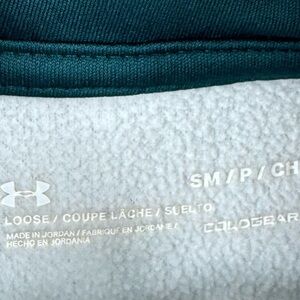 SM / P / CH
LOOSE / COUPE LÂCHE / SUELTO
MADE IN JORDAN / FABRIQUÉ EN JORDANIE /
HECHO EN JORDANIA
COLDGEAR